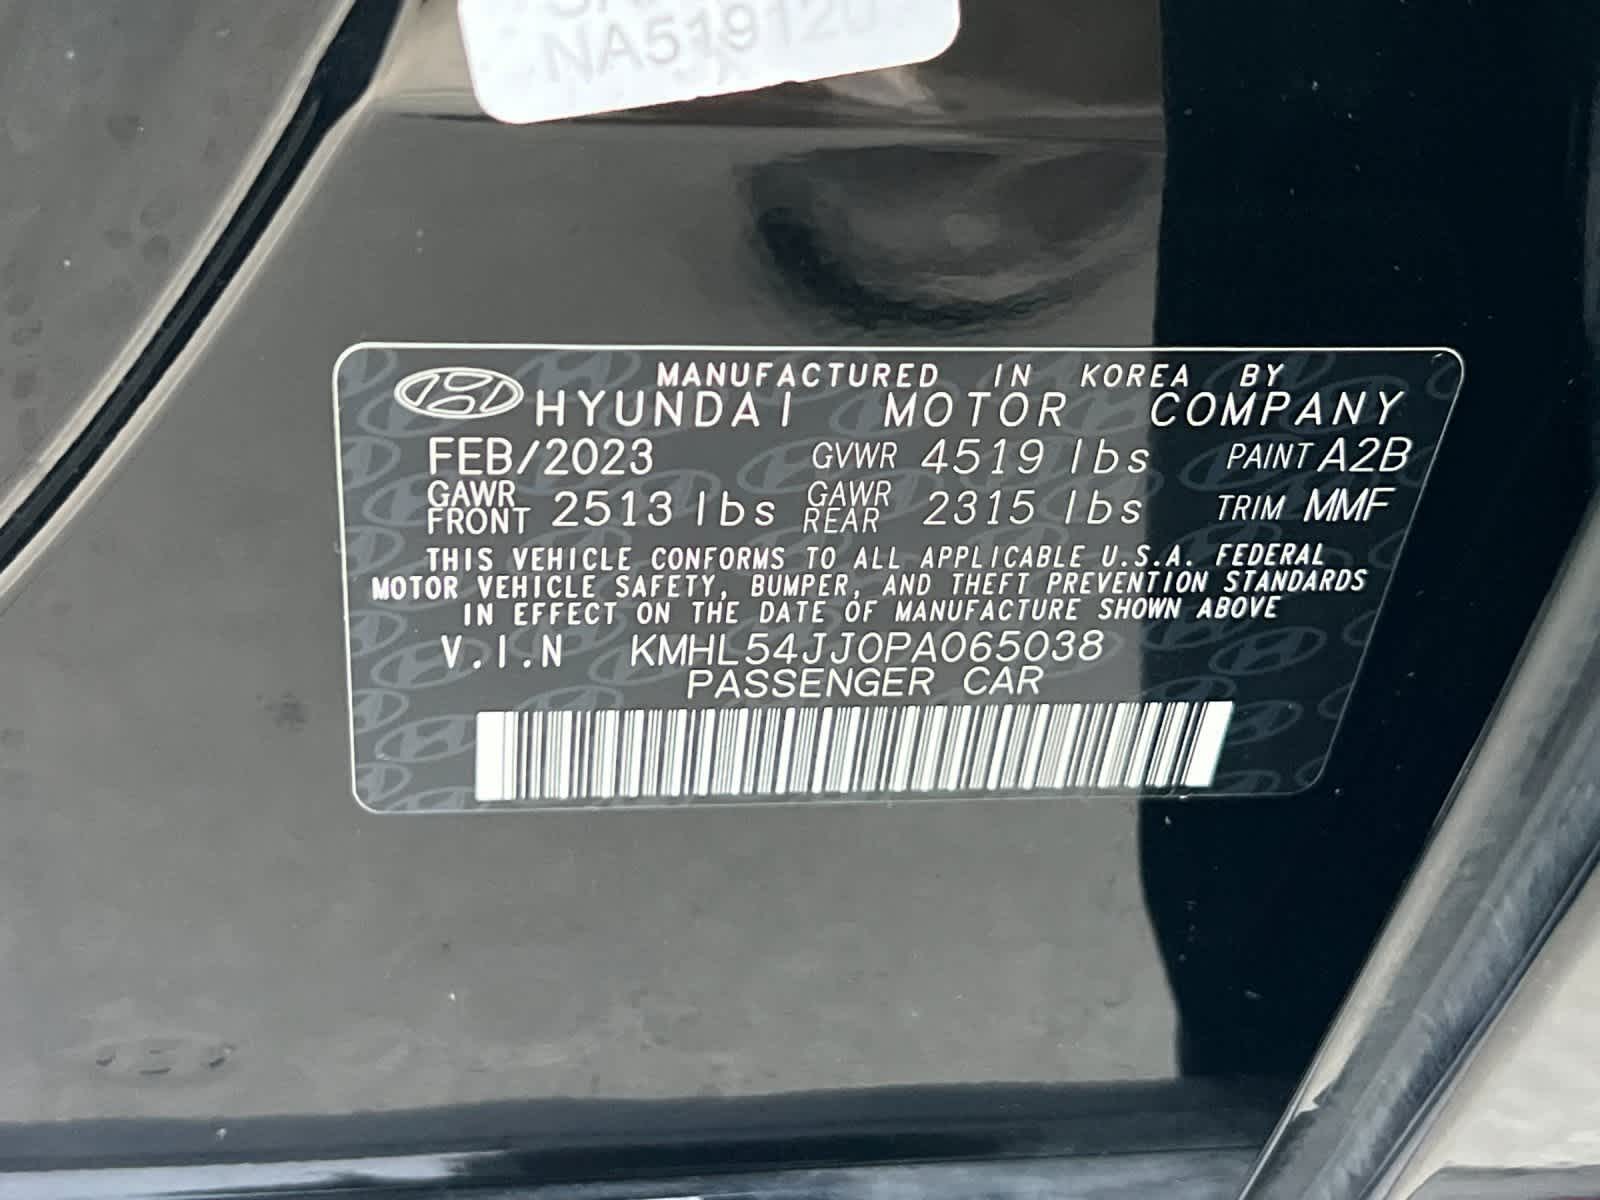 NA519120
MANUFACTURED IN KOREA BY
HYUNDAI MOTOR COMPANY
FEB/2023 GVWR 4519 lbs PAINT A2B
GAWR FRONT 2513 lbs GAWR REAR 2315 lbs TRIM MMF
THIS VEHICLE CONFORMS TO ALL APPLICABLE U.S.A. FEDERAL
MOTOR VEHICLE SAFETY, BUMPER, AND THEFT PREVENTION STANDARDS
IN EFFECT ON THE DATE OF MANUFACTURE SHOWN ABOVE
V.I.N KMHL54JJ0PA065038
PASSENGER CAR